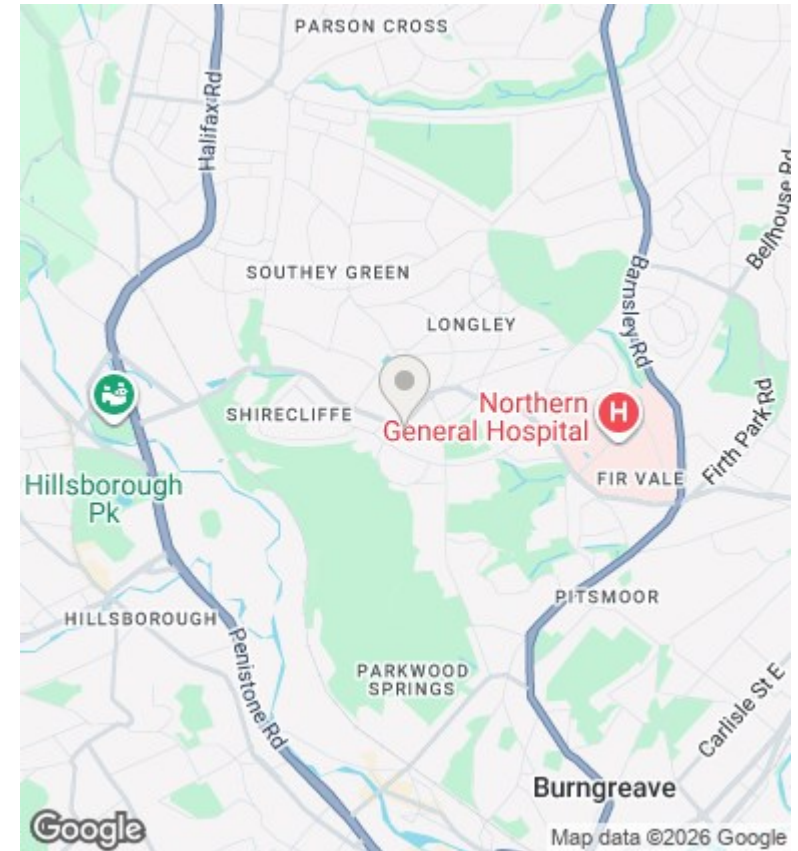 PARSON CROSS
Halifax Rd
Bellhouse Rd
SOUTHEY GREEN
Barnsley Rd
LONGLEY
SHIRECLIFFE
Northern
General Hospital
H
Firth Park Rd
FIR VALE
Hillsborough
Pk
PITSMOOR
HILLSBOROUGH
Penistone Rd
PARKWOOD
SPRINGS
Carlisle St E
Burngreave
Google
Map data ©2026 Google